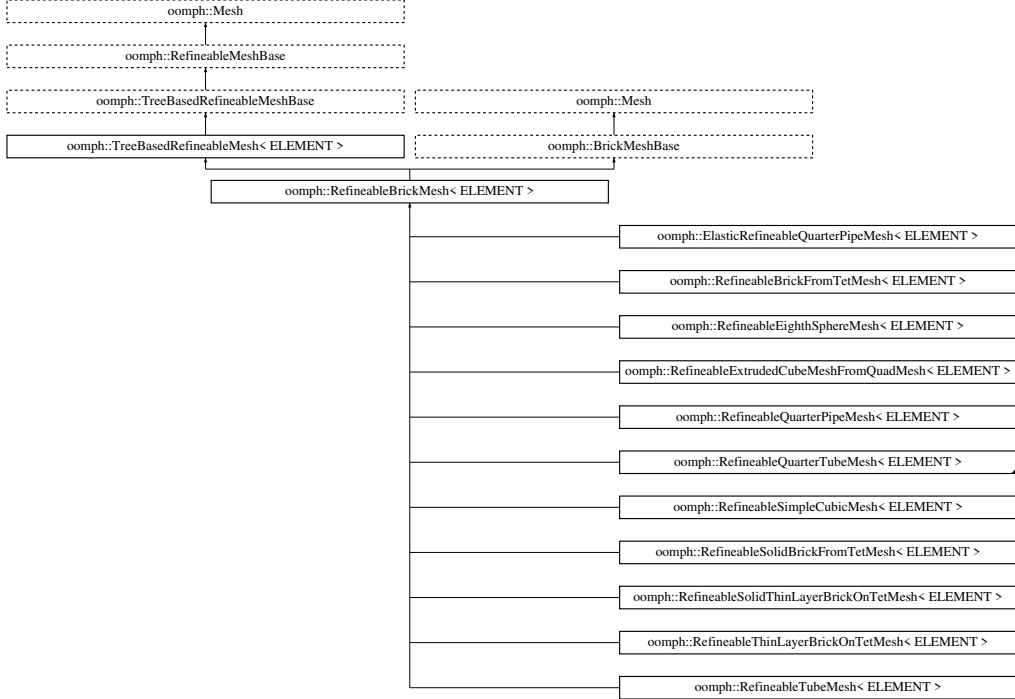 oomph::Mesh
oomph::RefineableMeshBase
oomph::TreeBasedRefineableMeshBase
oomph::Mesh
oomph::TreeBasedRefineableMesh< ELEMENT >
oomph::BrickMeshBase
oomph::RefineableBrickMesh< ELEMENT >
oomph::ElasticRefineableQuarterPipeMesh< ELEMENT >
oomph::RefineableBrickFromTetMesh< ELEMENT >
oomph::RefineableEighthSphereMesh< ELEMENT >
oomph::RefineableExtrudedCubeMeshFromQuadMesh< ELEMENT >
oomph::RefineableQuarterPipeMesh< ELEMENT >
oomph::RefineableQuarterTubeMesh< ELEMENT >
oomph::RefineableSimpleCubicMesh< ELEMENT >
oomph::RefineableSolidBrickFromTetMesh< ELEMENT >
oomph::RefineableSolidThinLayerBrickOnTetMesh< ELEMENT >
oomph::RefineableThinLayerBrickOnTetMesh< ELEMENT >
oomph::RefineableTubeMesh< ELEMENT >